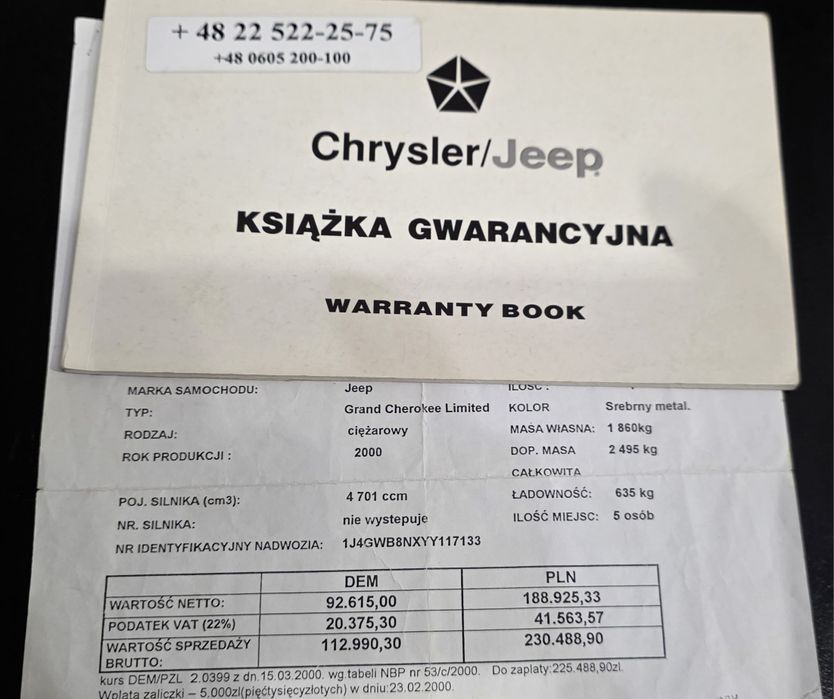 + 48 22 522-25-75
+48 0605 200-100
Chrysler/Jeep
KSIĄŻKA GWARANCYJNA
WARRANTY BOOK
MARKA SAMOCHODU: Jeep ILOŚĆ :
TYP: Grand Cherokee Limited KOLOR Srebrny metal.
RODZAJ: ciężarowy MASA WŁASNA: 1 860kg
ROK PRODUKCJI : 2000 DOP. MASA 2 495 kg
CAŁKOWITA
POJ. SILNIKA (cm3): 4 701 ccm ŁADOWNOŚĆ: 635 kg
NR. SILNIKA: nie wystepuje ILOŚĆ MIEJSC: 5 osób
NR IDENTYFIKACYJNY NADWOZIA: 1J4GWB8NXYY117133
DEM PLN
WARTOŚĆ NETTO: 92.615,00 188.925,33
PODATEK VAT (22%) 20.375,30 41.563,57
WARTOŚĆ SPRZEDAŻY 112.990,30 230.488,90
BRUTTO:
kurs DEM/PZL 2.0399 z dn.15.03.2000. wg.tabeli NBP nr 53/c/2000. Do zapłaty:225.488,90zl.
Wpłata zaliczki – 5.000zl(pięćtysięcyzłotych) w dniu:23.02.2000.